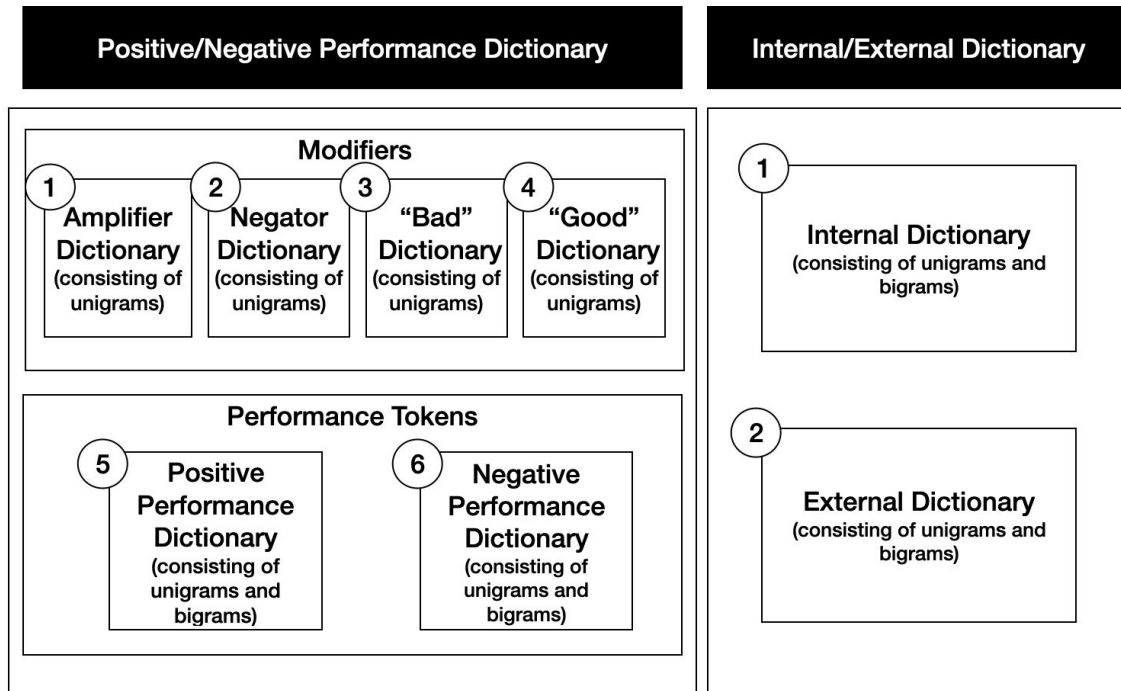 Positive/Negative Performance Dictionary
Internal/External Dictionary
Modifiers
1
Amplifier
Dictionary
(consisting of
unigrams)
2
Negator
Dictionary
(consisting of
unigrams)
3
“Bad”
Dictionary
(consisting of
unigrams)
4
“Good”
Dictionary
(consisting of
unigrams)
Performance Tokens
5
Positive
Performance
Dictionary
(consisting of
unigrams and
bigrams)
6
Negative
Performance
Dictionary
(consisting of
unigrams and
bigrams)
1
Internal Dictionary
(consisting of unigrams and
bigrams)
2
External Dictionary
(consisting of unigrams and
bigrams)